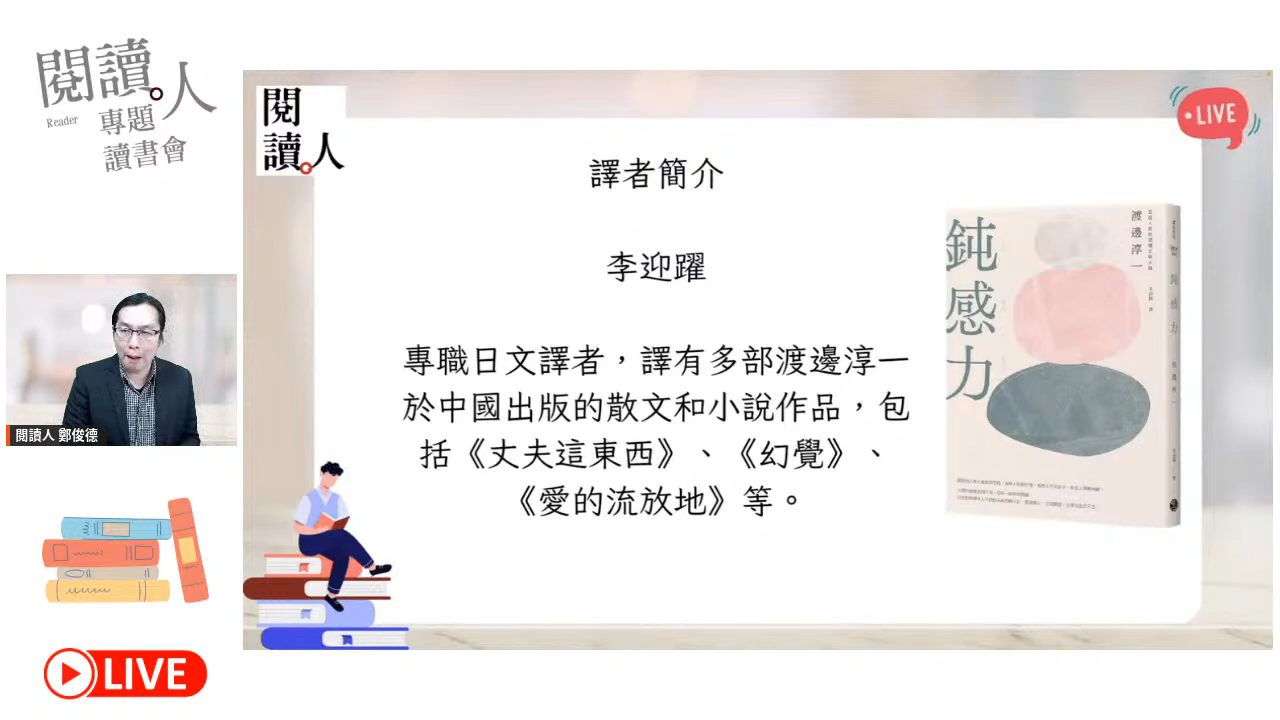 閱讀人
Reader
專題
讀書會
閱讀人 鄭俊德
LIVE
閱
讀人
LIVE
譯者簡介
李迎躍
專職日文譯者，譯有多部渡邊淳一
於中國出版的散文和小說作品，包
括《丈夫這東西》、《幻覺》、
《愛的流放地》等。
鈍感力
渡邊淳一
鈍感力